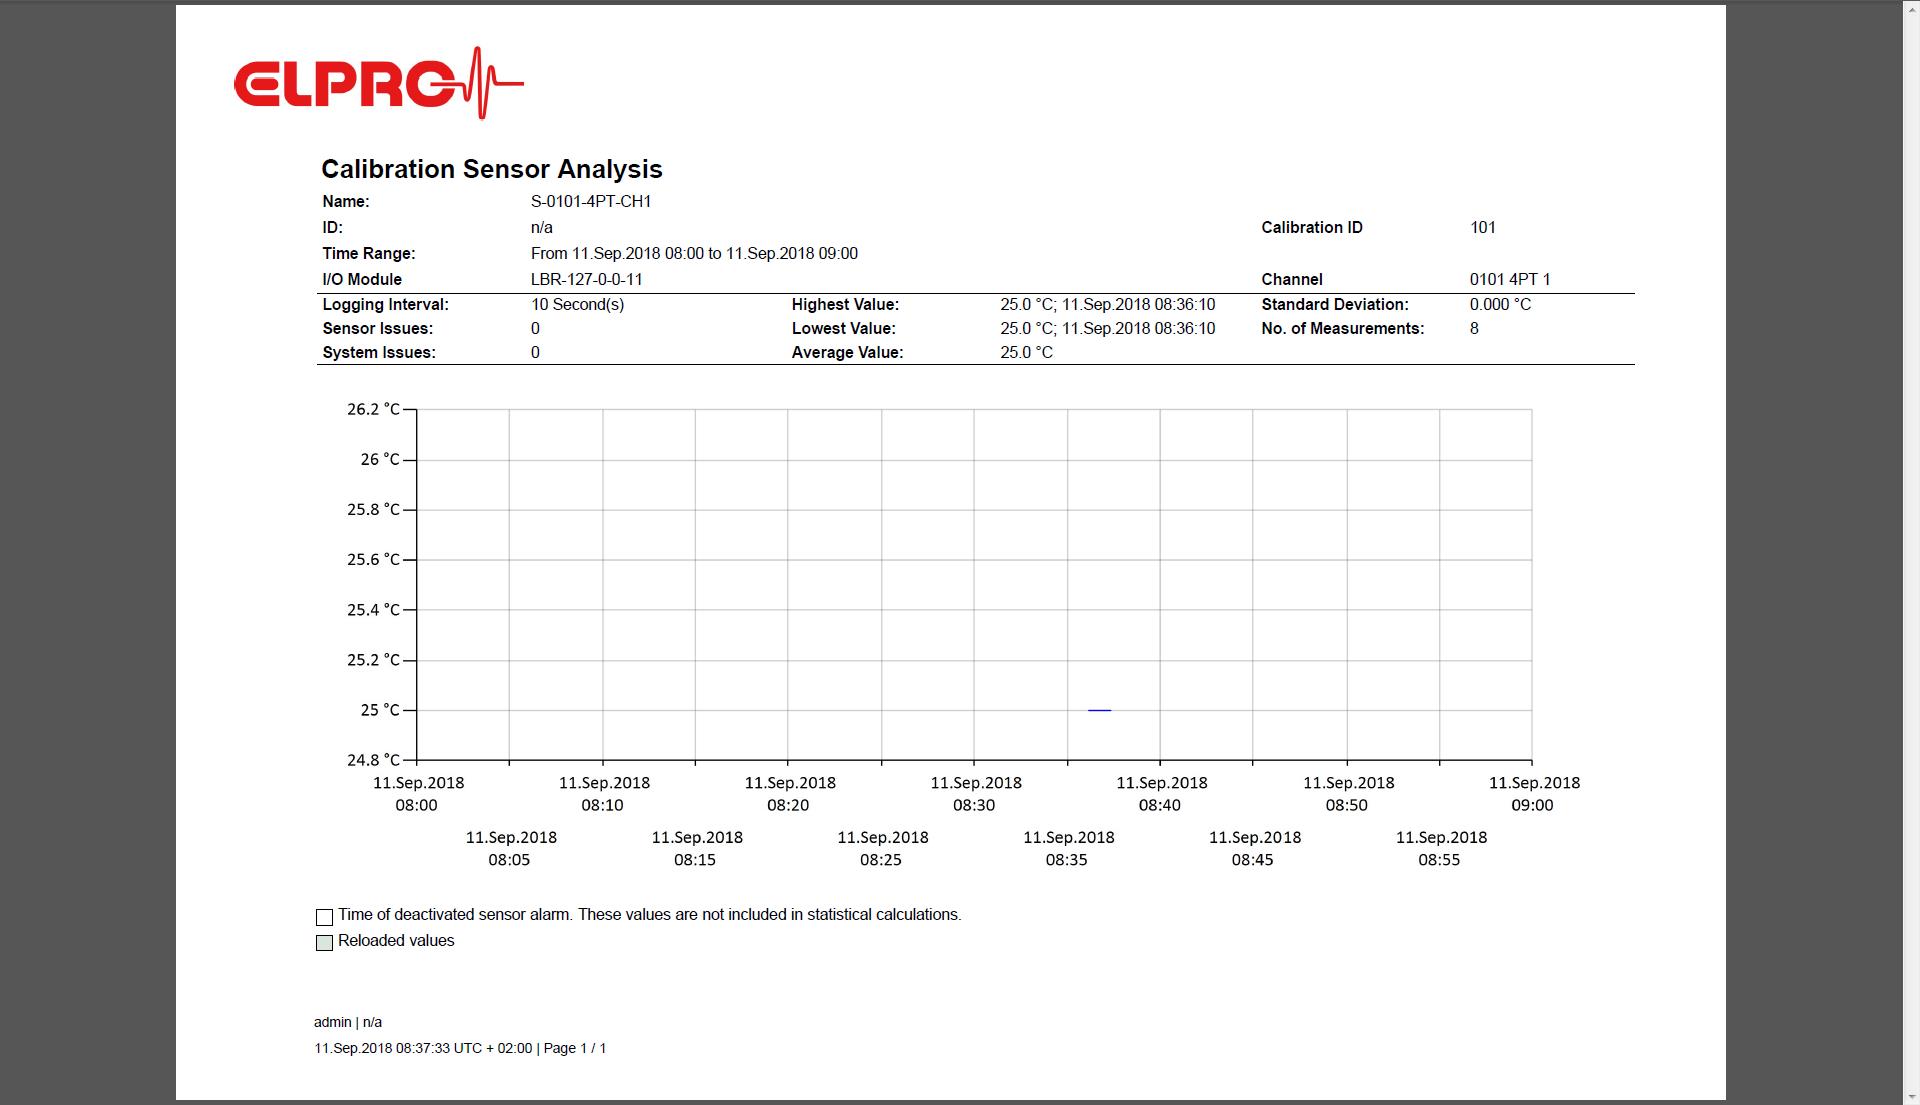 ELPRO
Calibration Sensor Analysis
Name: S-0101-4PT-CH1
ID: n/a Calibration ID 101
Time Range: From 11.Sep.2018 08:00 to 11.Sep.2018 09:00
I/O Module LBR-127-0-0-11 Channel 0101 4PT 1
Logging Interval: 10 Second(s) Highest Value: 25.0 °C; 11.Sep.2018 08:36:10 Standard Deviation: 0.000 °C
Sensor Issues: 0 Lowest Value: 25.0 °C; 11.Sep.2018 08:36:10 No. of Measurements: 8
System Issues: 0 Average Value: 25.0 °C
26.2 °C
26 °C
25.8 °C
25.6 °C
25.4 °C
25.2 °C
25 °C
24.8 °C
11.Sep.2018 11.Sep.2018 11.Sep.2018 11.Sep.2018 11.Sep.2018 11.Sep.2018 11.Sep.2018
08:00 08:10 08:20 08:30 08:40 08:50 09:00
11.Sep.2018 11.Sep.2018 11.Sep.2018 11.Sep.2018 11.Sep.2018 11.Sep.2018
08:05 08:15 08:25 08:35 08:45 08:55
Time of deactivated sensor alarm. These values are not included in statistical calculations.
Reloaded values
admin | n/a
11.Sep.2018 08:37:33 UTC + 02:00 | Page 1 / 1